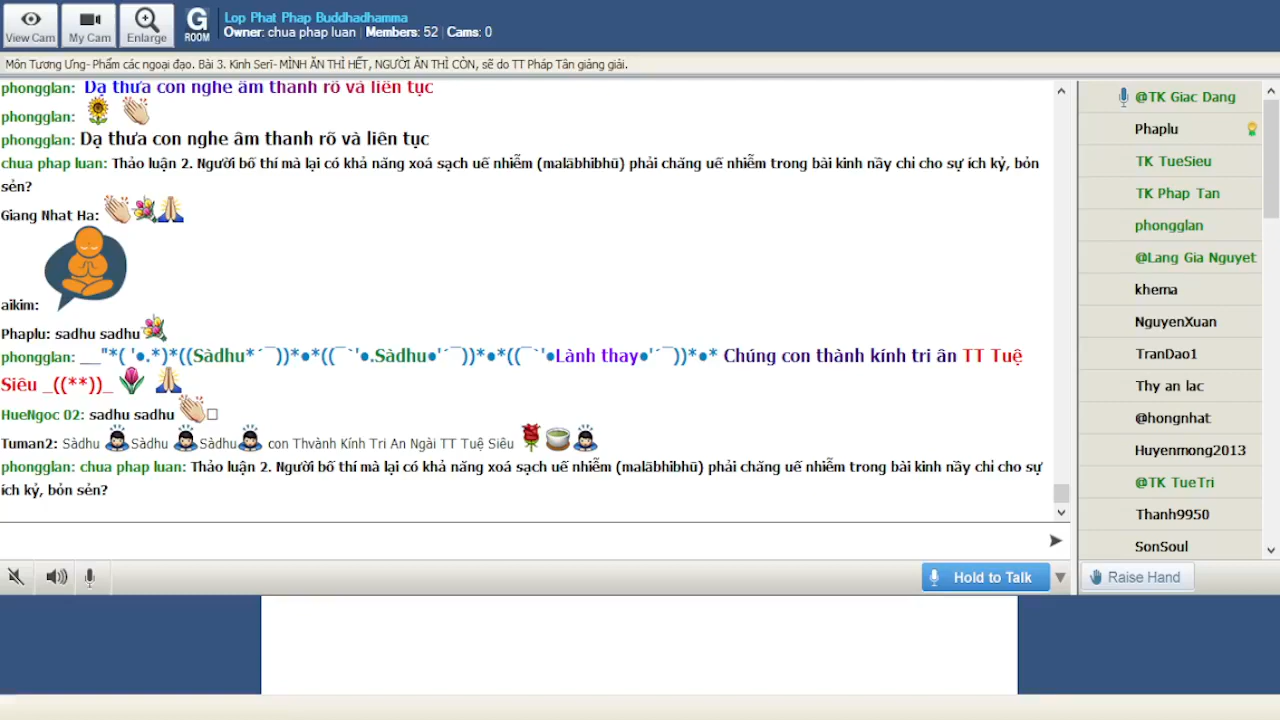 View Cam
My Cam
Enlarge
G
ROOM
Lop Phat Phap Buddhadhamma
Owner: chua phap luan | Members: 52 | Cams: 0
Môn Tương Ưng- Phẩm các ngoại đạo. Bài 3. Kinh Serī- MÌNH ĂN THÌ HẾT, NGƯỜI ĂN THÌ CÒN, sẽ do TT Pháp Tân giảng giải.
phongglan: Dạ thưa con nghe âm thanh rõ và liên tục
phongglan:
phongglan: Dạ thưa con nghe âm thanh rõ và liên tục
chua phap luan: Thảo luận 2. Người bố thí mà lại có khả năng xoá sạch uế nhiễm (malābhibhū) phải chăng uế nhiễm trong bài kinh nầy chỉ cho sự ích kỷ, bỏn
sẻn?
Giang Nhat Ha:
aikim:
Phaplu: sadhu sadhu
phongglan: ___"*( '●.*)*((Sàdhu*´¯))*●*((¯`'●.Sàdhu●'´¯))*●*((¯`'●Lành thay●'´¯))*●* Chúng con thành kính tri ân TT Tuệ
Siêu _((**))_
HueNgoc 02: sadhu sadhu
Tuman2: Sàdhu Sàdhu Sàdhu con Thvành Kính Tri An Ngài TT Tuệ Siêu
phongglan: chua phap luan: Thảo luận 2. Người bố thí mà lại có khả năng xoá sạch uế nhiễm (malābhibhū) phải chăng uế nhiễm trong bài kinh nầy chỉ cho sự
ích kỷ, bỏn sẻn?
Hold to Talk
@TK Giac Dang
Phaplu
TK TueSieu
TK Phap Tan
phongglan
@Lang Gia Nguyet
khema
NguyenXuan
TranDao1
Thy an lac
@hongnhat
Huyenmong2013
@TK TueTri
Thanh9950
SonSoul
Raise Hand